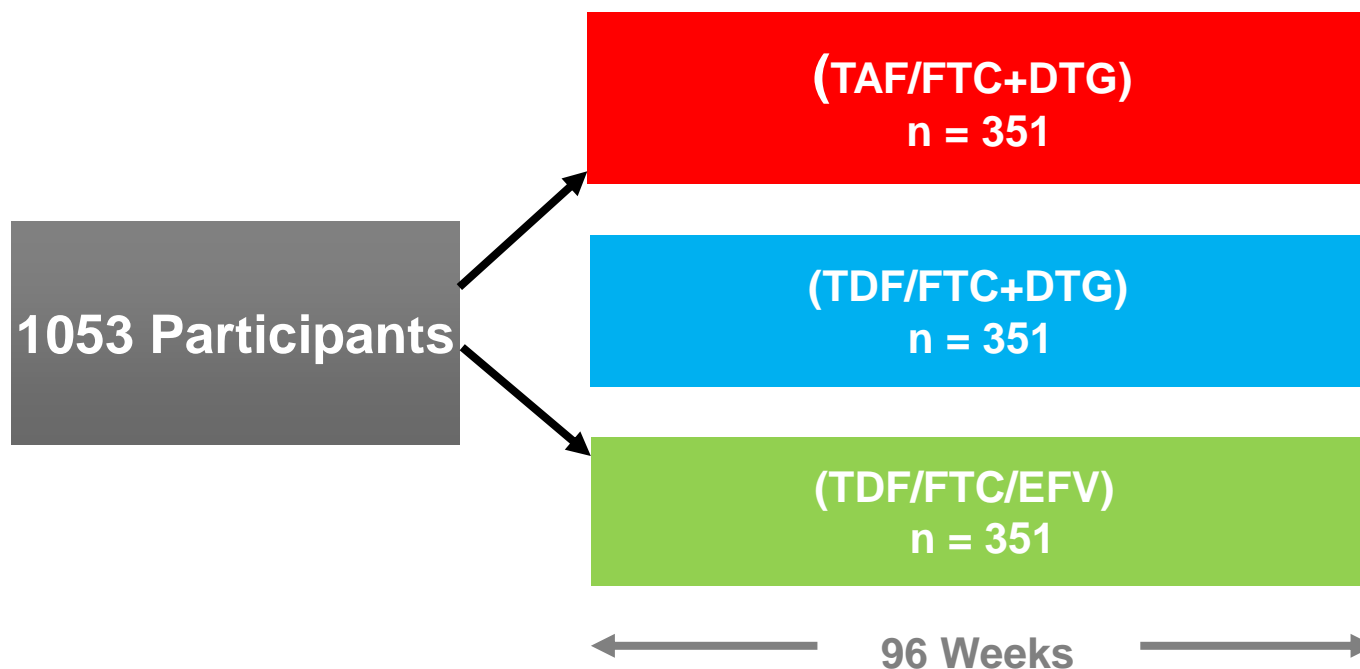 1053 Participants
(TAF/FTC+DTG)
n = 351
(TDF/FTC+DTG)
n = 351
(TDF/FTC/EFV)
n = 351
96 Weeks